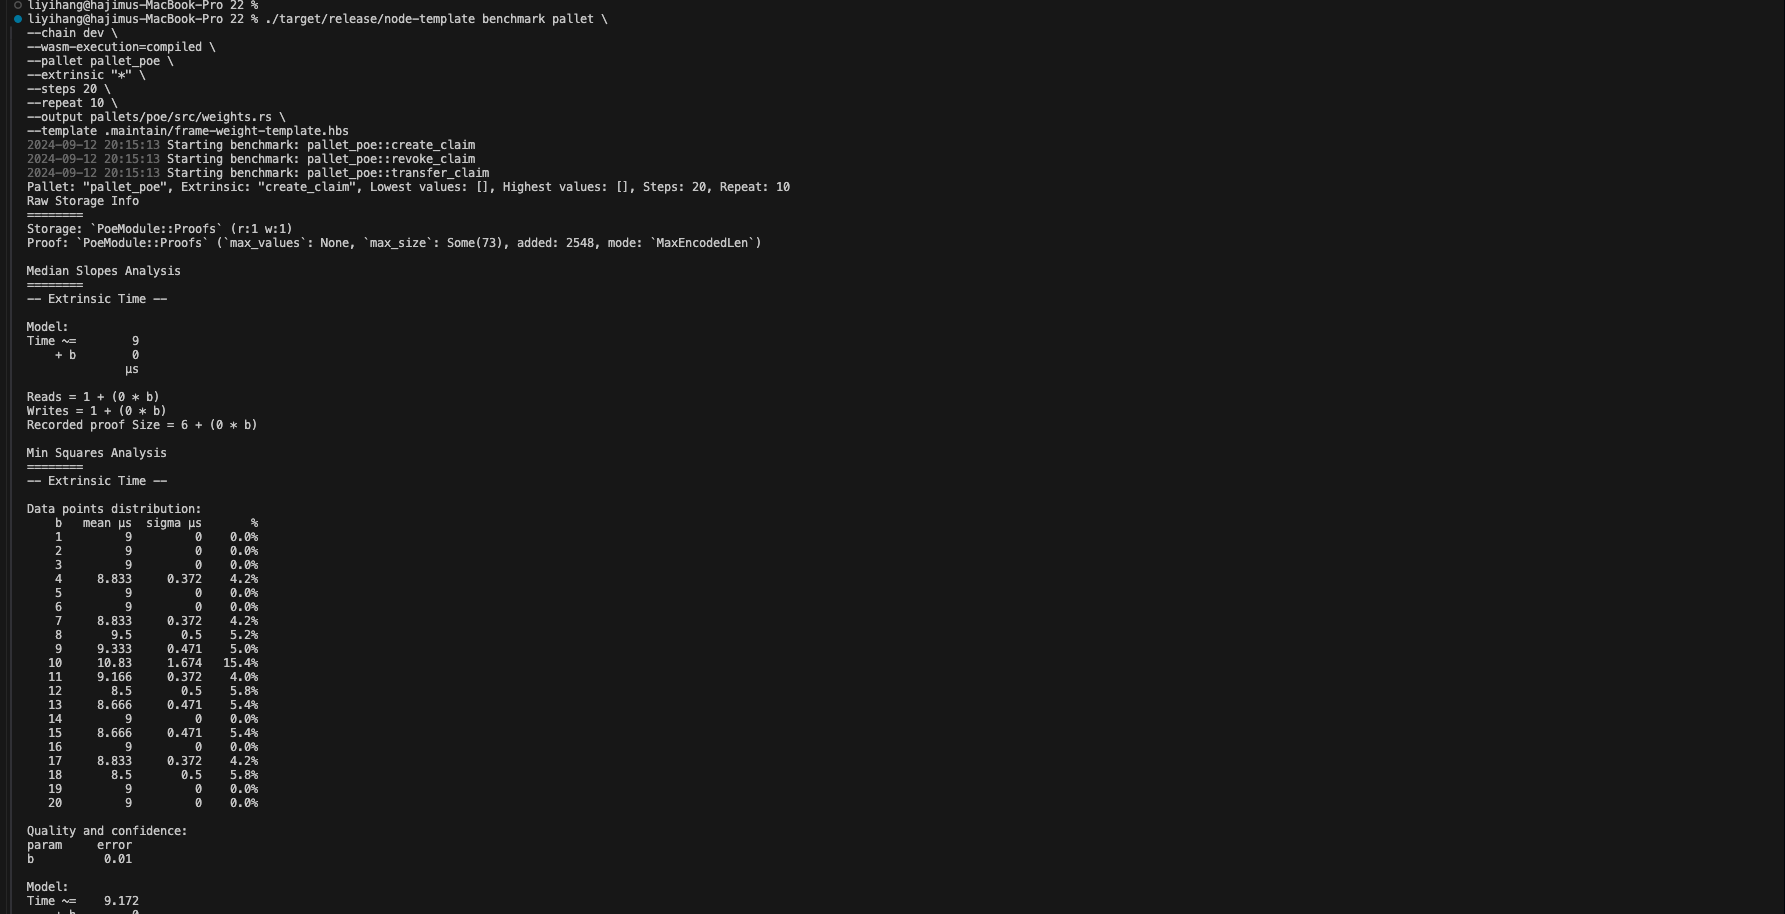 liyihang@hajimus-MacBook-Pro 22 %
liyihang@hajimus-MacBook-Pro 22 % ./target/release/node-template benchmark pallet \
--chain dev \
--wasm-execution=compiled \
--pallet pallet_poe \
--extrinsic "*" \
--steps 20 \
--repeat 10 \
--output pallets/poe/src/weights.rs \
--template .maintain/frame-weight-template.hbs
2024-09-12 20:15:13 Starting benchmark: pallet_poe::create_claim
2024-09-12 20:15:13 Starting benchmark: pallet_poe::revoke_claim
2024-09-12 20:15:13 Starting benchmark: pallet_poe::transfer_claim
Pallet: "pallet_poe", Extrinsic: "create_claim", Lowest values: [], Highest values: [], Steps: 20, Repeat: 10
Raw Storage Info
========
Storage: `PoeModule::Proofs` (r:1 w:1)
Proof: `PoeModule::Proofs` (`max_values`: None, `max_size`: Some(73), added: 2548, mode: `MaxEncodedLen`)

Median Slopes Analysis
========
-- Extrinsic Time --

Model:
Time ~=        9
    + b        0
              µs

Reads = 1 + (0 * b)
Writes = 1 + (0 * b)
Recorded proof Size = 6 + (0 * b)

Min Squares Analysis
========
-- Extrinsic Time --

Data points distribution:
    b   mean µs  sigma µs       %
    1         9         0    0.0%
    2         9         0    0.0%
    3         9         0    0.0%
    4     8.833     0.372    4.2%
    5         9         0    0.0%
    6         9         0    0.0%
    7     8.833     0.372    4.2%
    8       9.5       0.5    5.2%
    9     9.333     0.471    5.0%
   10     10.83     1.674   15.4%
   11     9.166     0.372    4.0%
   12       8.5       0.5    5.8%
   13     8.666     0.471    5.4%
   14         9         0    0.0%
   15     8.666     0.471    5.4%
   16         9         0    0.0%
   17     8.833     0.372    4.2%
   18       8.5       0.5    5.8%
   19         9         0    0.0%
   20         9         0    0.0%

Quality and confidence:
param     error
b          0.01

Model:
Time ~=    9.172
    + b        0